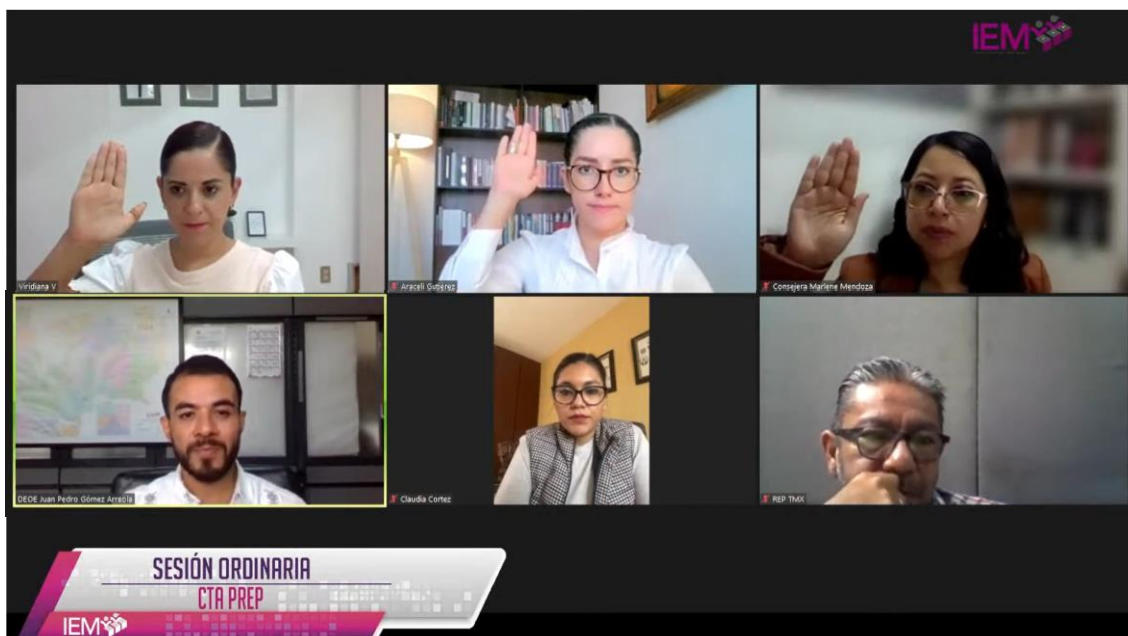 IEM
Viridiana V
Araceli Gutiérez
Consejera Marlene Mendoza
DEOE Juan Pedro Gómez Arreola
Claudia Cortez
REP TMX
SESIÓN ORDINARIA
CTA PREP
IEM